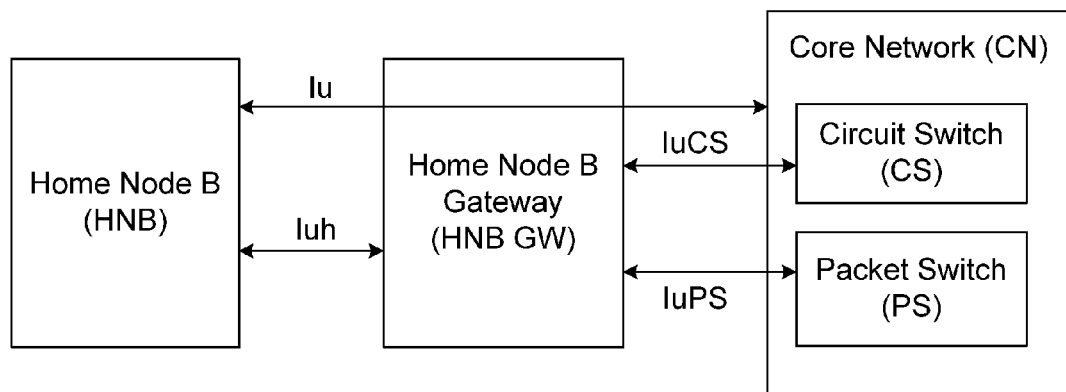 Core Network (CN)
Iu
IuCS
Circuit Switch
(CS)
Home Node B
(HNB)
Home Node B
Gateway
(HNB GW)
Iuh
IuPS
Packet Switch
(PS)